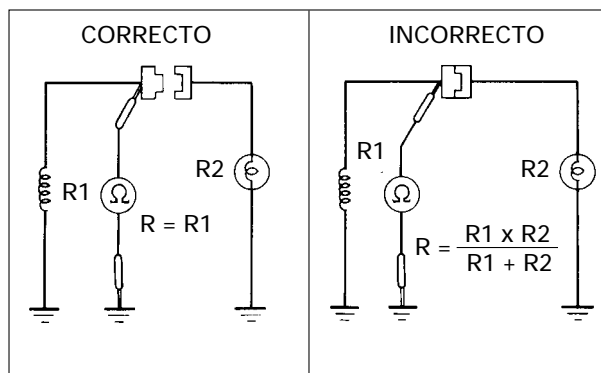 CORRECTO
R1
Ω
R2
R = R1
INCORRECTO
R1
Ω
R2
R = R1 x R2
R1 + R2